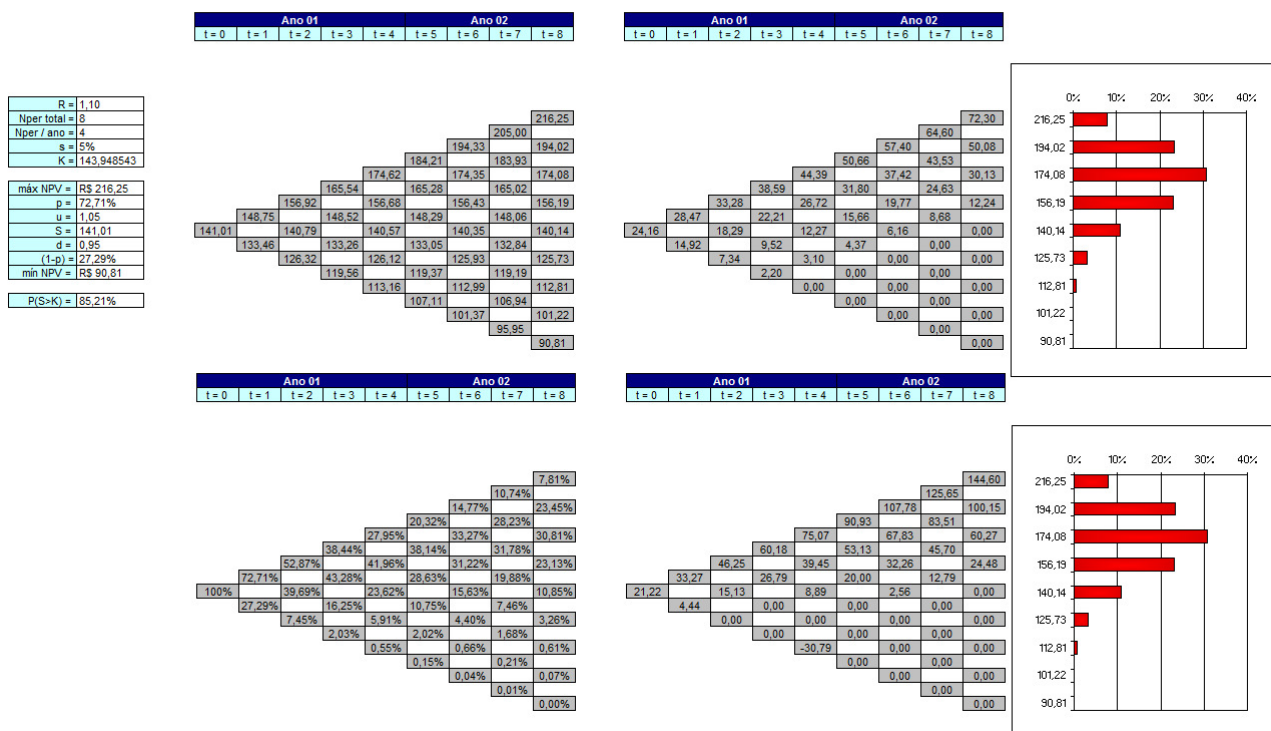 Ano 01 Ano 02 Ano 01 Ano 02
t = 0 t = 1 t = 2 t = 3 t = 4 t = 5 t = 6 t = 7 t = 8 t = 0 t = 1 t = 2 t = 3 t = 4 t = 5 t = 6 t = 7 t = 8
R = 1,10
Nper total = 8
Nper / ano = 4
s = 5%
K = 143,948543
máx NPV = R$ 216,25
p = 72,71%
u = 1,05
S = 141,01
d = 0,95
(1-p) = 27,29%
mín NPV = R$ 90,81
P(S>K) = 85,21%
216,25
205,00
194,33 194,02
184,21 183,93
174,62 174,35 174,08
165,54 165,28 165,02
156,92 156,68 156,43 156,19
148,75 148,52 148,29 148,06
141,01 140,79 140,57 140,35 140,14
133,46 133,26 133,05 132,84
126,32 126,12 125,93 125,73
119,56 119,37 119,19
113,16 112,99 112,81
107,11 106,94
101,37 101,22
95,95
90,81
72,30
64,60
57,40 50,08
50,66 43,53
44,39 37,42 30,13
38,59 31,80 24,63
33,28 26,72 19,77 12,24
28,47 22,21 15,66 8,68
24,16 18,29 12,27 6,16 0,00
14,92 9,52 4,37 0,00
7,34 3,10 0,00 0,00
2,20 0,00 0,00
0,00 0,00 0,00
0,00 0,00
0,00 0,00
0,00
0,00
0% 10% 20% 30% 40%
216,25
194,02
174,08
156,19
140,14
125,73
112,81
101,22
90,81
Ano 01 Ano 02 Ano 01 Ano 02
t = 0 t = 1 t = 2 t = 3 t = 4 t = 5 t = 6 t = 7 t = 8 t = 0 t = 1 t = 2 t = 3 t = 4 t = 5 t = 6 t = 7 t = 8
7,81%
10,74%
14,77% 23,45%
20,32% 28,23%
27,95% 33,27% 30,81%
38,44% 38,14% 31,78%
52,87% 41,96% 31,22% 23,13%
72,71% 43,28% 28,63% 19,88%
100% 39,69% 23,62% 15,63% 10,85%
27,29% 16,25% 10,75% 7,46%
7,45% 5,91% 4,40% 3,26%
2,03% 2,02% 1,68%
0,55% 0,66% 0,61%
0,15% 0,21%
0,04% 0,07%
0,01%
0,00%
144,60
125,65
107,78 100,15
90,93 83,51
75,07 67,83 60,27
60,18 53,13 45,70
46,25 39,45 32,26 24,48
33,27 26,79 20,00 12,79
21,22 15,13 8,89 2,56 0,00
4,44 0,00 0,00 0,00
0,00 0,00 0,00 0,00
0,00 0,00 0,00
-30,79 0,00 0,00
0,00 0,00
0,00 0,00
0,00
0,00
0% 10% 20% 30% 40%
216,25
194,02
174,08
156,19
140,14
125,73
112,81
101,22
90,81